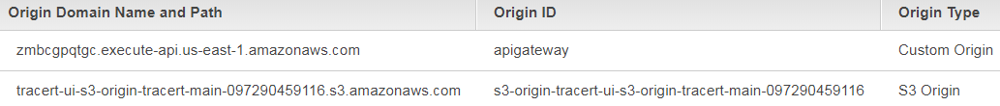 Origin Domain Name and Path Origin ID Origin Type
zmbcgpqtgc.execute-api.us-east-1.amazonaws.com apigateway Custom Origin
tracert-ui-s3-origin-tracert-main-097290459116.s3.amazonaws.com s3-origin-tracert-ui-s3-origin-tracert-main-097290459116 S3 Origin